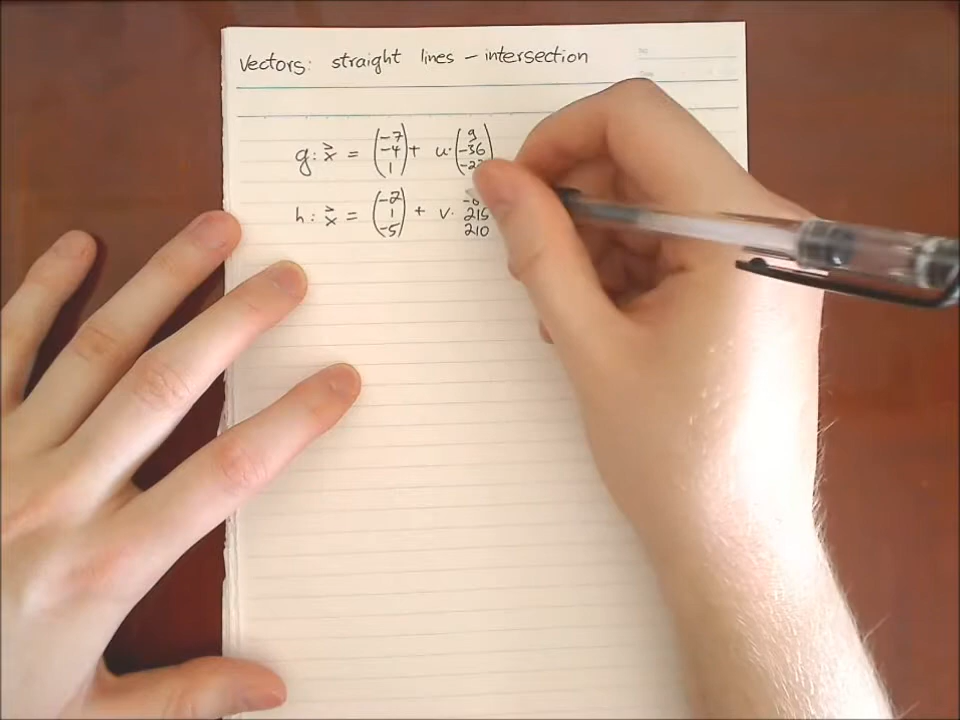 Vectors: straight lines – intersection
g: x⃗ = (-7 -4 1) + u· (9 -36
h: x⃗ = (-2 1 -5) + v· 215 210